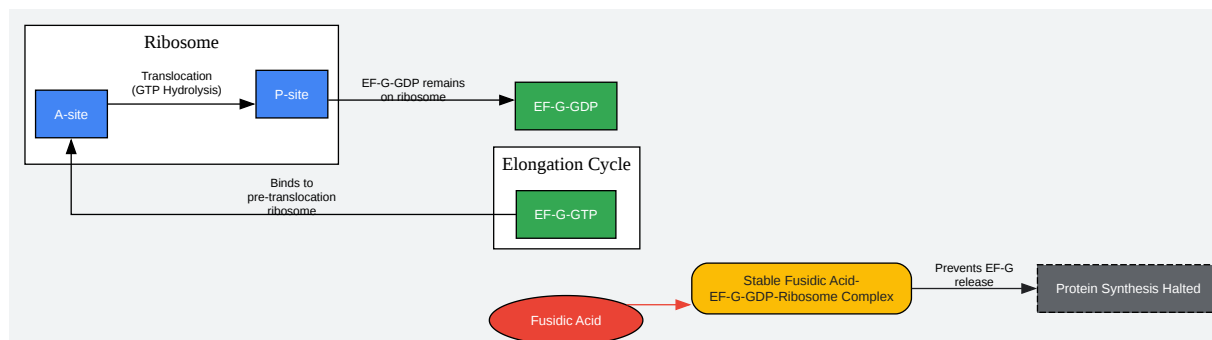 Ribosome
Translocation
(GTP Hydrolysis)
A-site
P-site
EF-G-GDP remains
on ribosome
EF-G-GDP
Elongation Cycle
Binds to
pre-translocation
ribosome
EF-G-GTP
Fusidic Acid
Stable Fusidic Acid-
EF-G-GDP-Ribosome Complex
Prevents EF-G
release
Protein Synthesis Halted